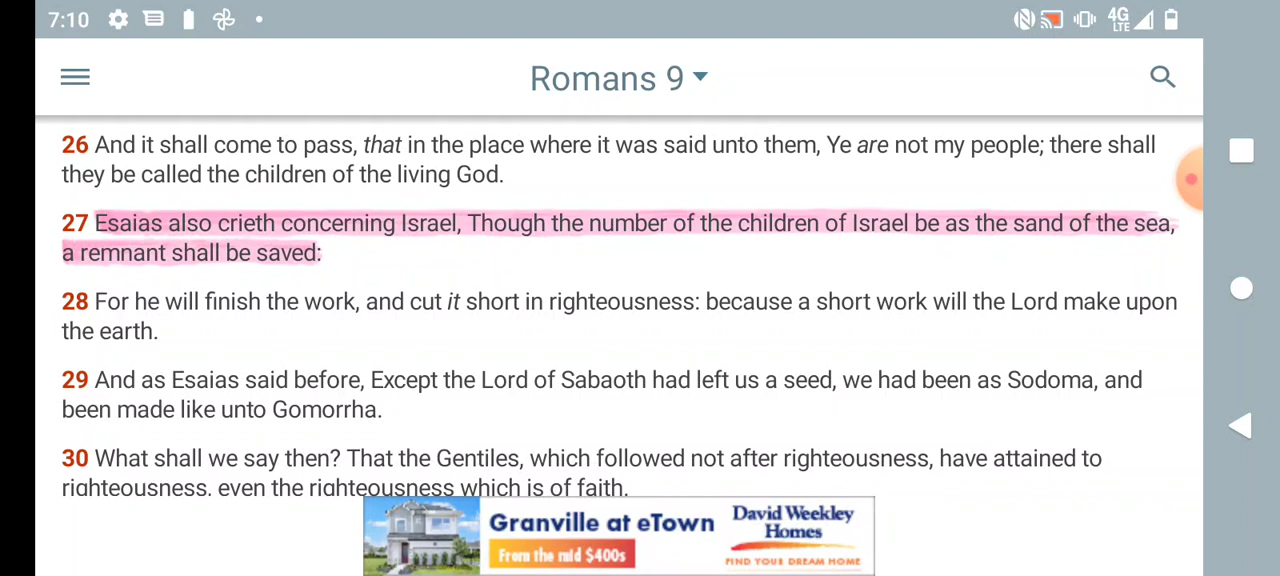 7:10
4G
LTE
Romans 9
26 And it shall come to pass, that in the place where it was said unto them, Ye are not my people; there shall
they be called the children of the living God.
27 Esaias also crieth concerning Israel, Though the number of the children of Israel be as the sand of the sea,
a remnant shall be saved:
28 For he will finish the work, and cut it short in righteousness: because a short work will the Lord make upon
the earth.
29 And as Esaias said before, Except the Lord of Sabaoth had left us a seed, we had been as Sodoma, and
been made like unto Gomorrha.
30 What shall we say then? That the Gentiles, which followed not after righteousness, have attained to
righteousness, even the righteousness which is of faith.
Granville at eTown
From the mid $400s
David Weekley
Homes
FIND YOUR DREAM HOME